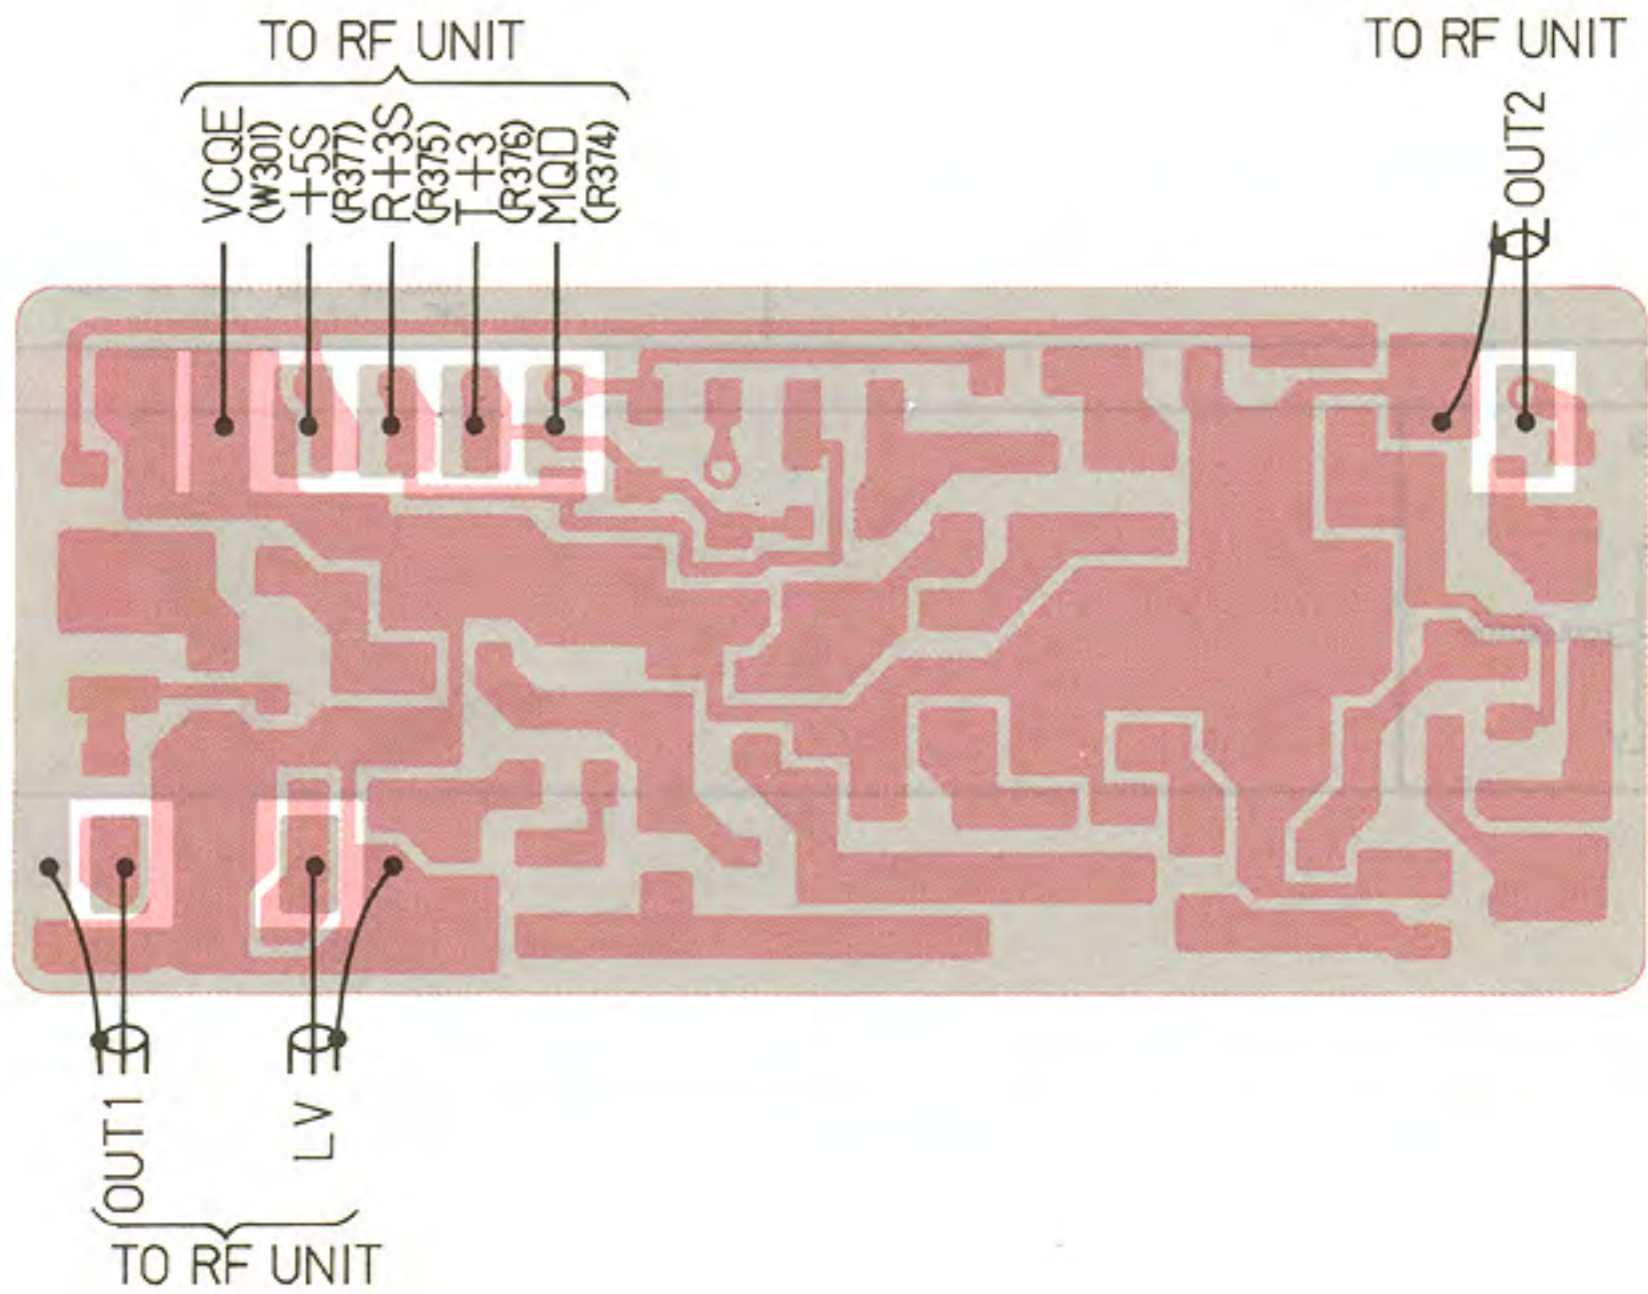 TO RF UNIT
VCQE
(W301)
+5S
(R377)
R+3S
(R375)
T+3
(R376)
MQD
(R374)
TO RF UNIT
OUT2
OUT1
LV
TO RF UNIT